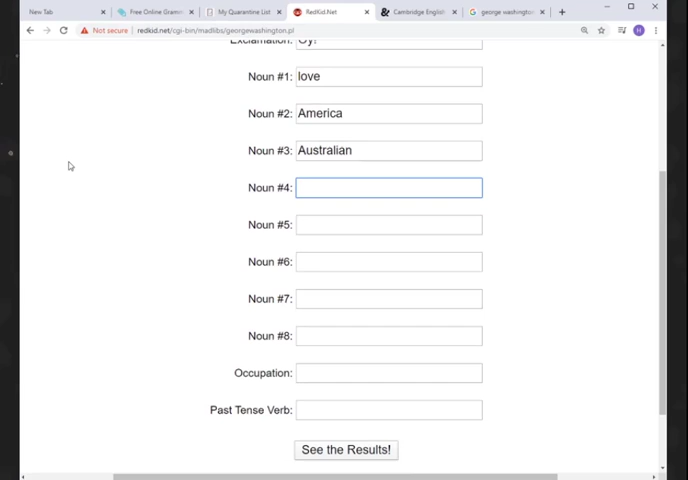 New Tab
Free Online Gramm
My Quarantine List
RedKid.Net
Cambridge English
george washington
Not secure | redkid.net/cgi-bin/madlibs/georgewashington.pl
H
Exclamation: Oy!
Noun #1: love
Noun #2: America
Noun #3: Australian
Noun #4:
Noun #5:
Noun #6:
Noun #7:
Noun #8:
Occupation:
Past Tense Verb:
See the Results!